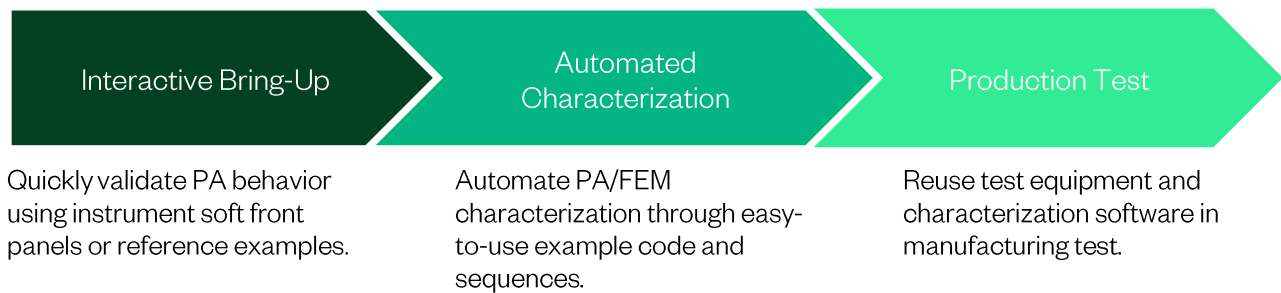 Interactive Bring-Up
Automated
Characterization
Production Test
Quickly validate PA behavior
using instrument soft front
panels or reference examples.
Automate PA/FEM
characterization through easy-
to-use example code and
sequences.
Reuse test equipment and
characterization software in
manufacturing test.